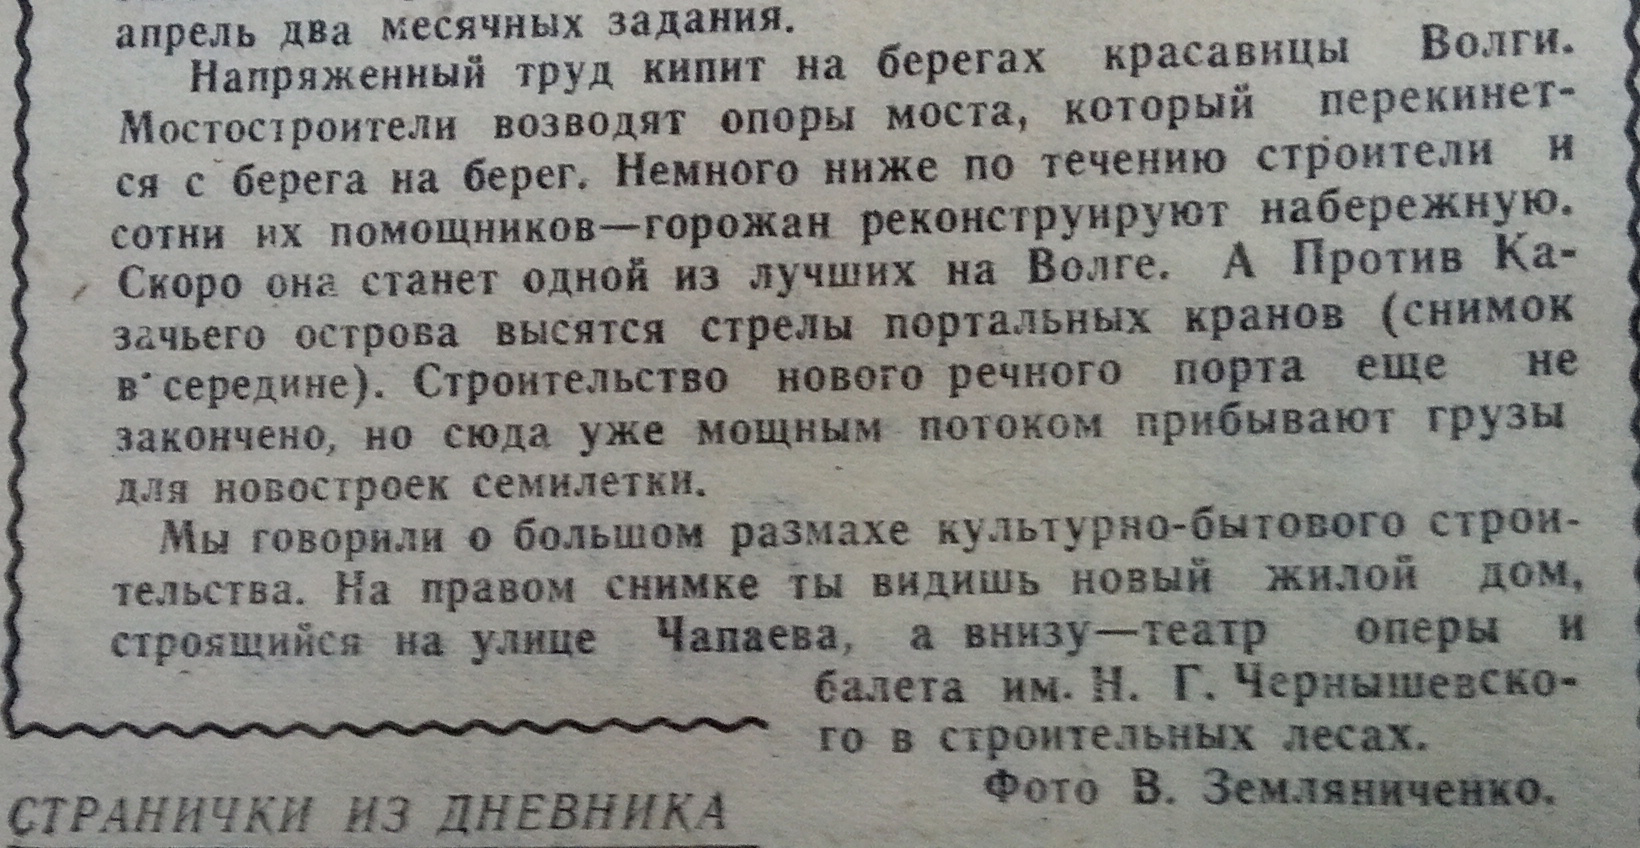 апрель два месячных задания.
Напряженный труд кипит на берегах красавицы Волги.
Мостостроители возводят опоры моста, который перекинет-
ся с берега на берег. Немного ниже по течению строители и
сотни их помощников—горожан реконструируют набережную.
Скоро она станет одной из лучших на Волге. А Против Ка-
зачьего острова высятся стрелы портальных кранов (снимок
в середине). Строительство нового речного порта еще не
закончено, но сюда уже мощным потоком прибывают грузы
для новостроек семилетки.
Мы говорили о большом размахе культурно-бытового строи-
тельства. На правом снимке ты видишь новый жилой дом,
строящийся на улице Чапаева, а внизу—театр оперы и
балета им. Н. Г. Чернышевско-
го в строительных лесах.
Фото В. Земляниченко.
СТРАНИЧКИ ИЗ ДНЕВНИКА